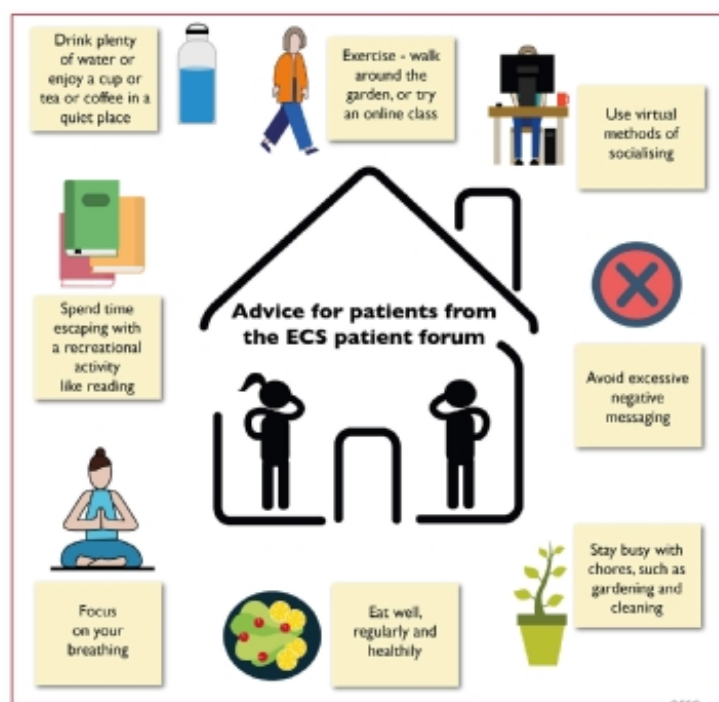 Drink plenty
of water or
enjoy a cup or
tea or coffee in a
quiet place
Exercise - walk
around the
garden, or try
an online class
Use virtual
methods of
socialising
Advice for patients from
the ECS patient forum
Spend time
escaping with
a recreational
activity
like reading
Avoid excessive
negative
messaging
Focus
on your
breathing
Eat well,
regularly and
healthily
Stay busy with
chores, such as
gardening and
cleaning